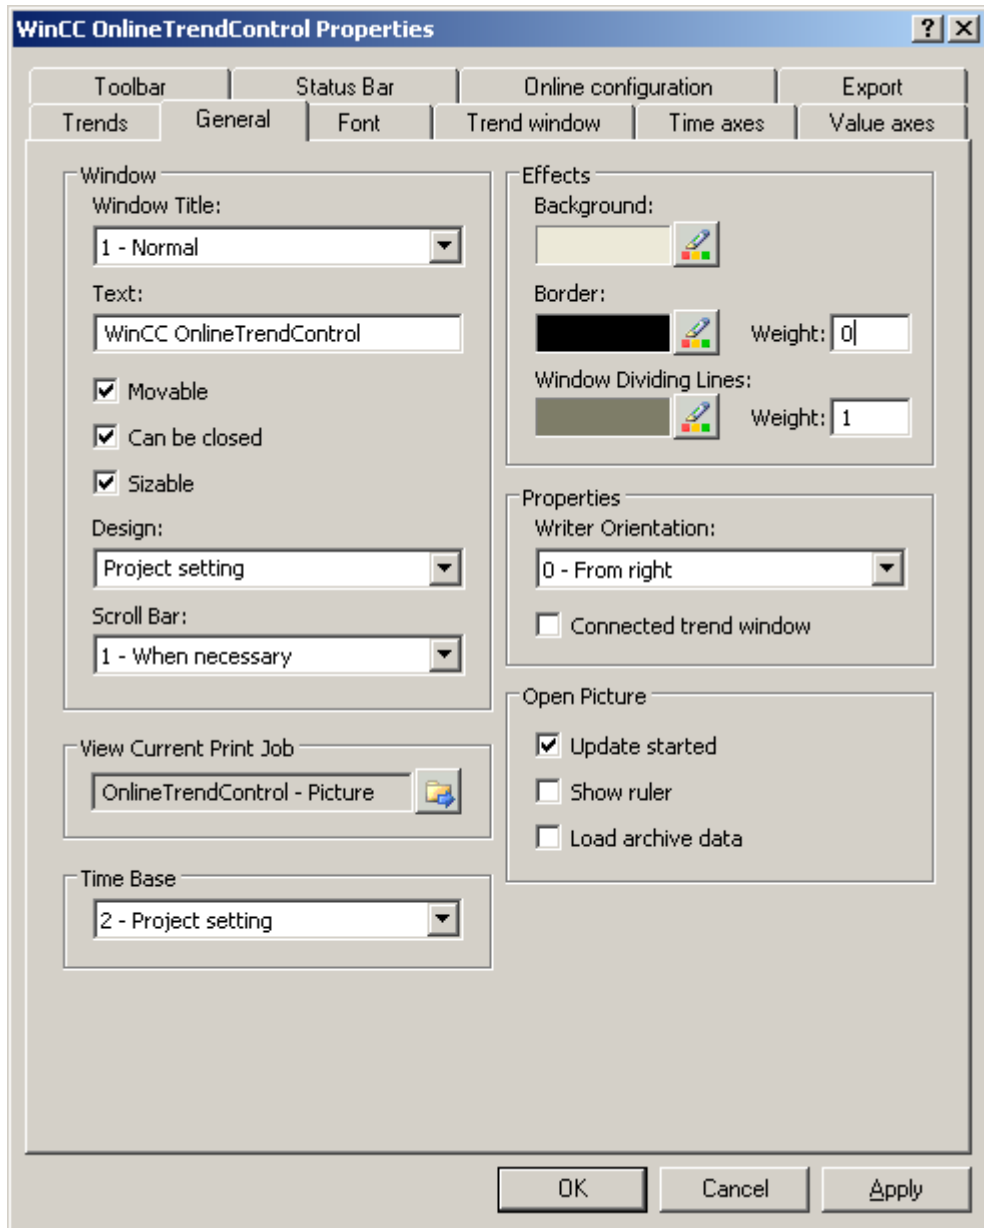 WinCC OnlineTrendControl Properties
Toolbar Status Bar Online configuration Export
Trends General Font Trend window Time axes Value axes
Window
Window Title:
1 - Normal
Text:
WinCC OnlineTrendControl
Movable
Can be closed
Sizable
Design:
Project setting
Scroll Bar:
1 - When necessary
View Current Print Job
OnlineTrendControl - Picture
Time Base
2 - Project setting
Effects
Background:
Border:
Weight: 0
Window Dividing Lines:
Weight: 1
Properties
Writer Orientation:
0 - From right
Connected trend window
Open Picture
Update started
Show ruler
Load archive data
OK Cancel Apply